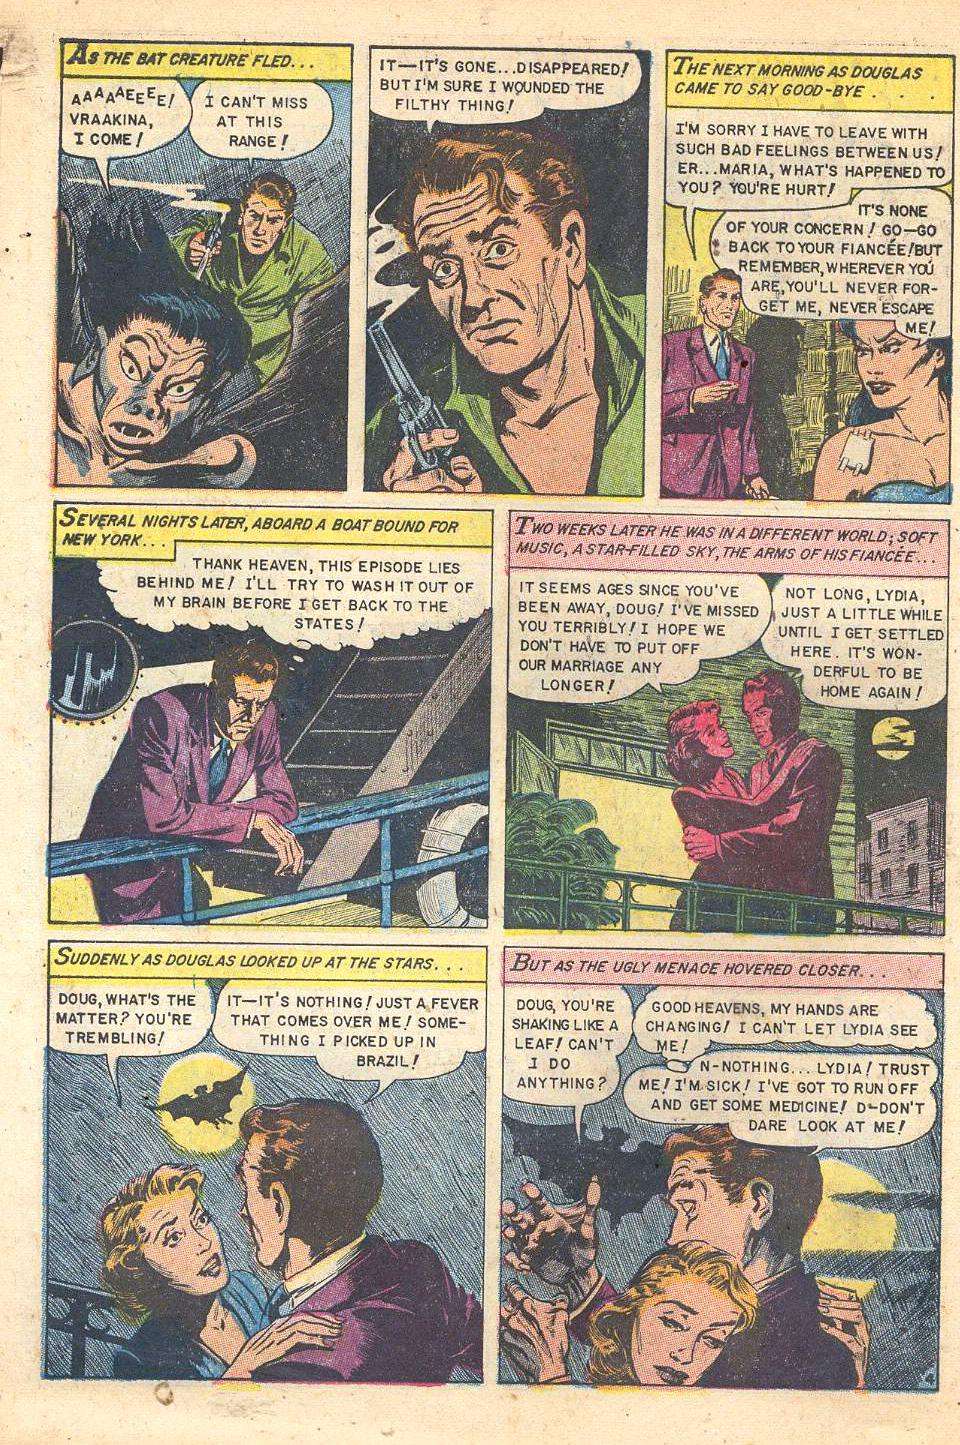 AS THE BAT CREATURE FLED...
AAAAAEEEE!
VRAAKINA,
I COME!
I CAN'T MISS
AT THIS
RANGE!
IT—IT'S GONE...DISAPPEARED!
BUT I'M SURE I WOUNDED THE
FILTHY THING!
THE NEXT MORNING AS DOUGLAS
CAME TO SAY GOOD-BYE . . . .
I'M SORRY I HAVE TO LEAVE WITH
SUCH BAD FEELINGS BETWEEN US!
ER...MARIA, WHAT'S HAPPENED TO
YOU? YOU'RE HURT!
IT'S NONE
OF YOUR CONCERN! GO—GO
BACK TO YOUR FIANCÉE! BUT
REMEMBER, WHEREVER YOU
ARE, YOU'LL NEVER FOR-
GET ME, NEVER ESCAPE
ME!
SEVERAL NIGHTS LATER, ABOARD A BOAT BOUND FOR
NEW YORK...
THANK HEAVEN, THIS EPISODE LIES
BEHIND ME! I'LL TRY TO WASH IT OUT OF
MY BRAIN BEFORE I GET BACK TO THE
STATES!
TWO WEEKS LATER HE WAS IN A DIFFERENT WORLD; SOFT
MUSIC, A STAR-FILLED SKY, THE ARMS OF HIS FIANCÉE...
IT SEEMS AGES SINCE YOU'VE
BEEN AWAY, DOUG! I'VE MISSED
YOU TERRIBLY! I HOPE WE
DON'T HAVE TO PUT OFF
OUR MARRIAGE ANY
LONGER!
NOT LONG, LYDIA,
JUST A LITTLE WHILE
UNTIL I GET SETTLED
HERE. IT'S WON-
DERFUL TO BE
HOME AGAIN!
SUDDENLY AS DOUGLAS LOOKED UP AT THE STARS...
DOUG, WHAT'S THE
MATTER? YOU'RE
TREMBLING!
IT—IT'S NOTHING! JUST A FEVER
THAT COMES OVER ME! SOME-
THING I PICKED UP IN
BRAZIL!
BUT AS THE UGLY MENACE HOVERED CLOSER...
DOUG, YOU'RE
SHAKING LIKE A
LEAF! CAN'T
I DO
ANYTHING?
GOOD HEAVENS, MY HANDS ARE
CHANGING! I CAN'T LET LYDIA SEE
ME!
N-NOTHING... LYDIA! TRUST
ME! I'M SICK! I'VE GOT TO RUN OFF
AND GET SOME MEDICINE! D-DON'T
DARE LOOK AT ME!